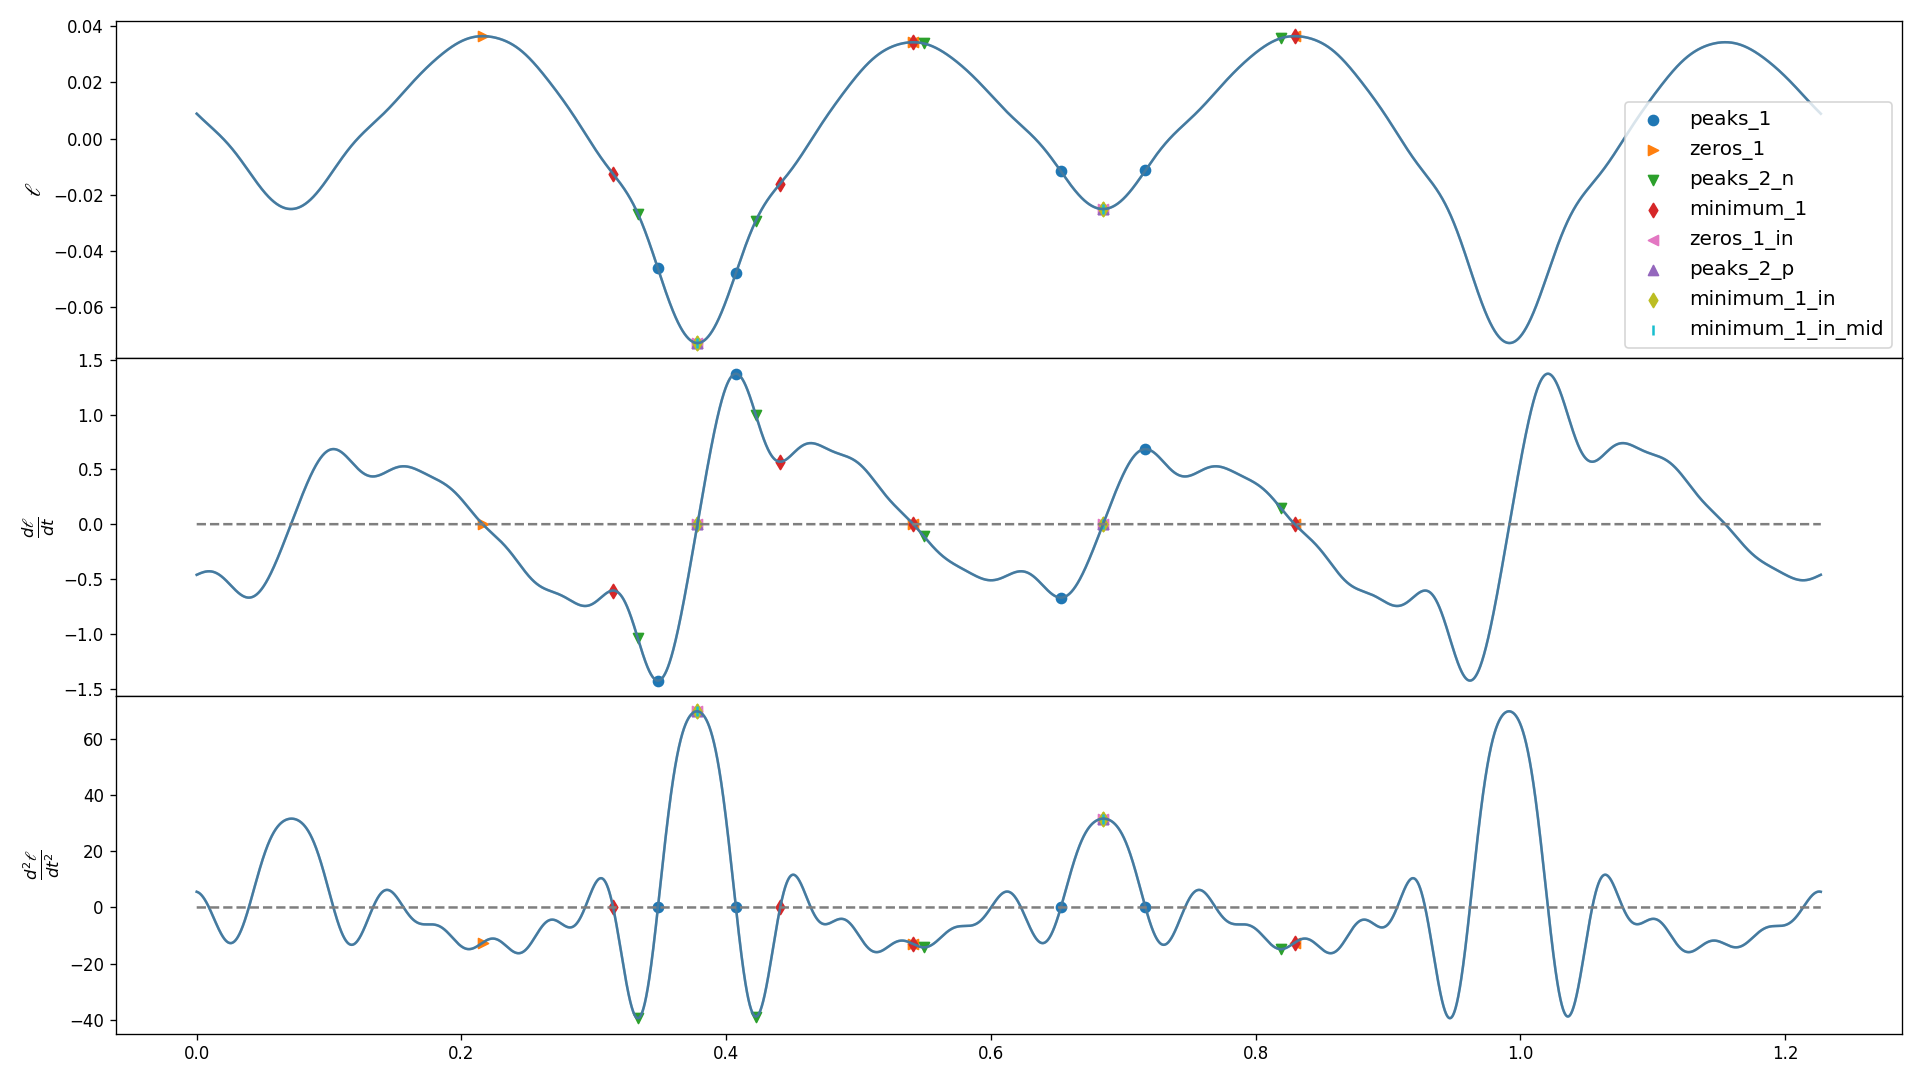 0.04
0.02
0.00
−0.02
−0.04
−0.06
ℓ
peaks_1
zeros_1
peaks_2_n
minimum_1
zeros_1_in
peaks_2_p
minimum_1_in
minimum_1_in_mid
1.5
1.0
0.5
0.0
−0.5
−1.0
−1.5
dℓ
dt
60
40
20
0
−20
−40
d²ℓ
dt²
0.0 0.2 0.4 0.6 0.8 1.0 1.2